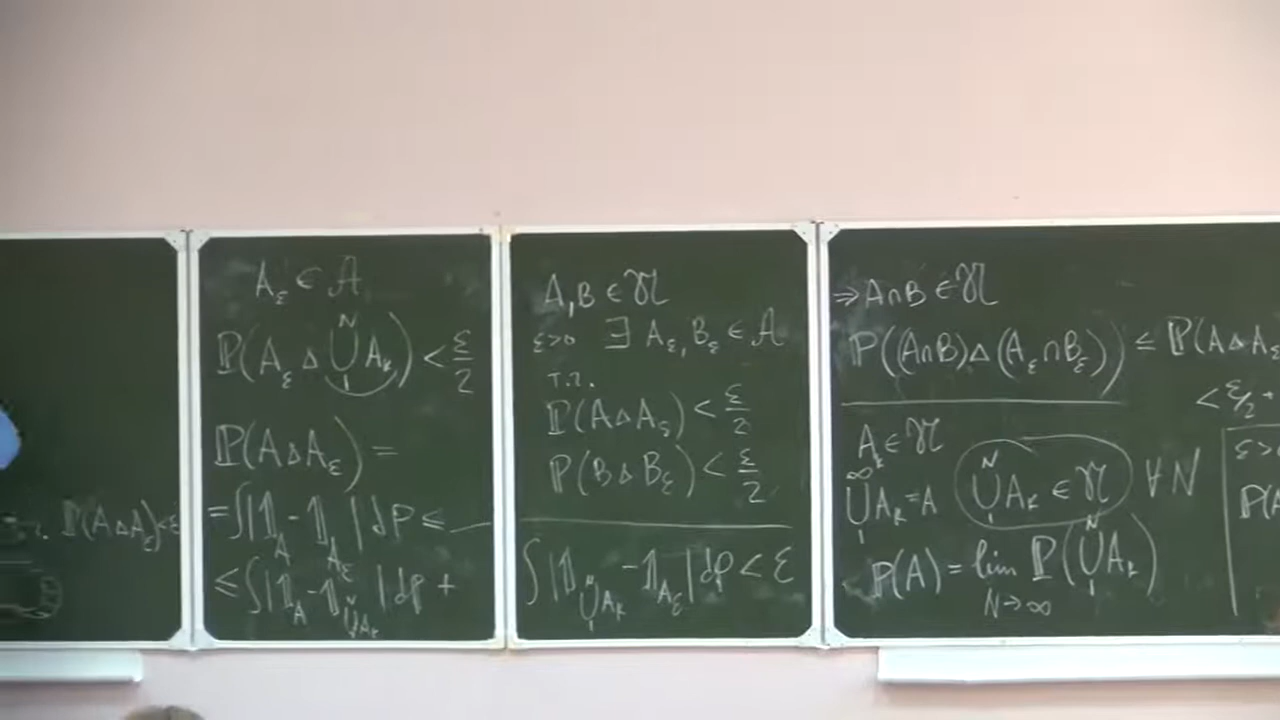 . P(A Δ A_ε) < ε
A_ε ∈ 𝒜
ℙ(A_ε Δ ⋃_1^N A_k) < ε/2
ℙ(A Δ A_ε) =
= ∫|𝟙_A - 𝟙_{A_ε}| dP ≤
≤ ∫|𝟙_A - 𝟙_{⋃_1^N A_k}| dP +
A, B ∈ 𝔐
ε>0 ∃ A_ε, B_ε ∈ 𝒜
т.г.
ℙ(A Δ A_ε) < ε/2
ℙ(B Δ B_ε) < ε/2
∫|𝟙_{⋃_1^N A_k} - 𝟙_{A_ε}| dP < ε
⇒ A∩B ∈ 𝔐
ℙ((A∩B) Δ (A_ε∩B_ε)) ≤ ℙ(A Δ A_ε
< ε/2 +
A_k ∈ 𝔐
⋃_1^∞ A_k = A ⋃_1^N A_k ∈ 𝔐 ∀N
P(A) = lim_{N→∞} ℙ(⋃_1^N A_k)
ε>
ℙ(A